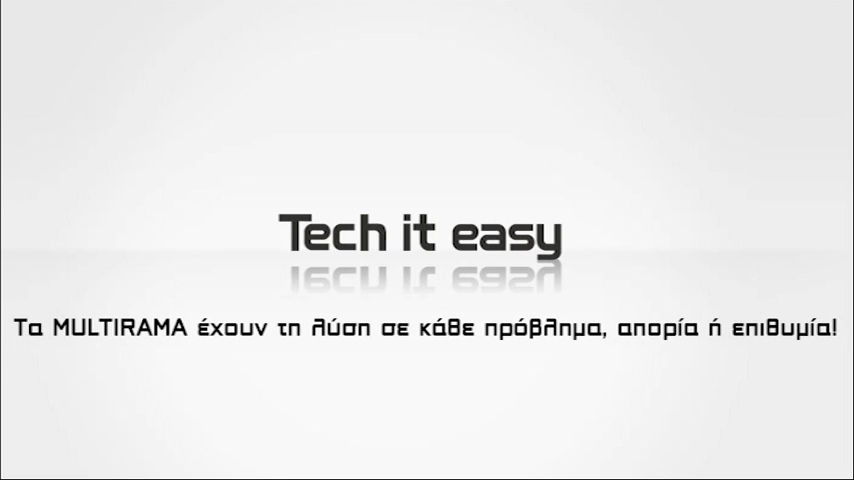 Tech it easy
Τα MULTIRAMA έχουν τη λύση σε κάθε πρόβλημα, απορία ή επιθυμία!